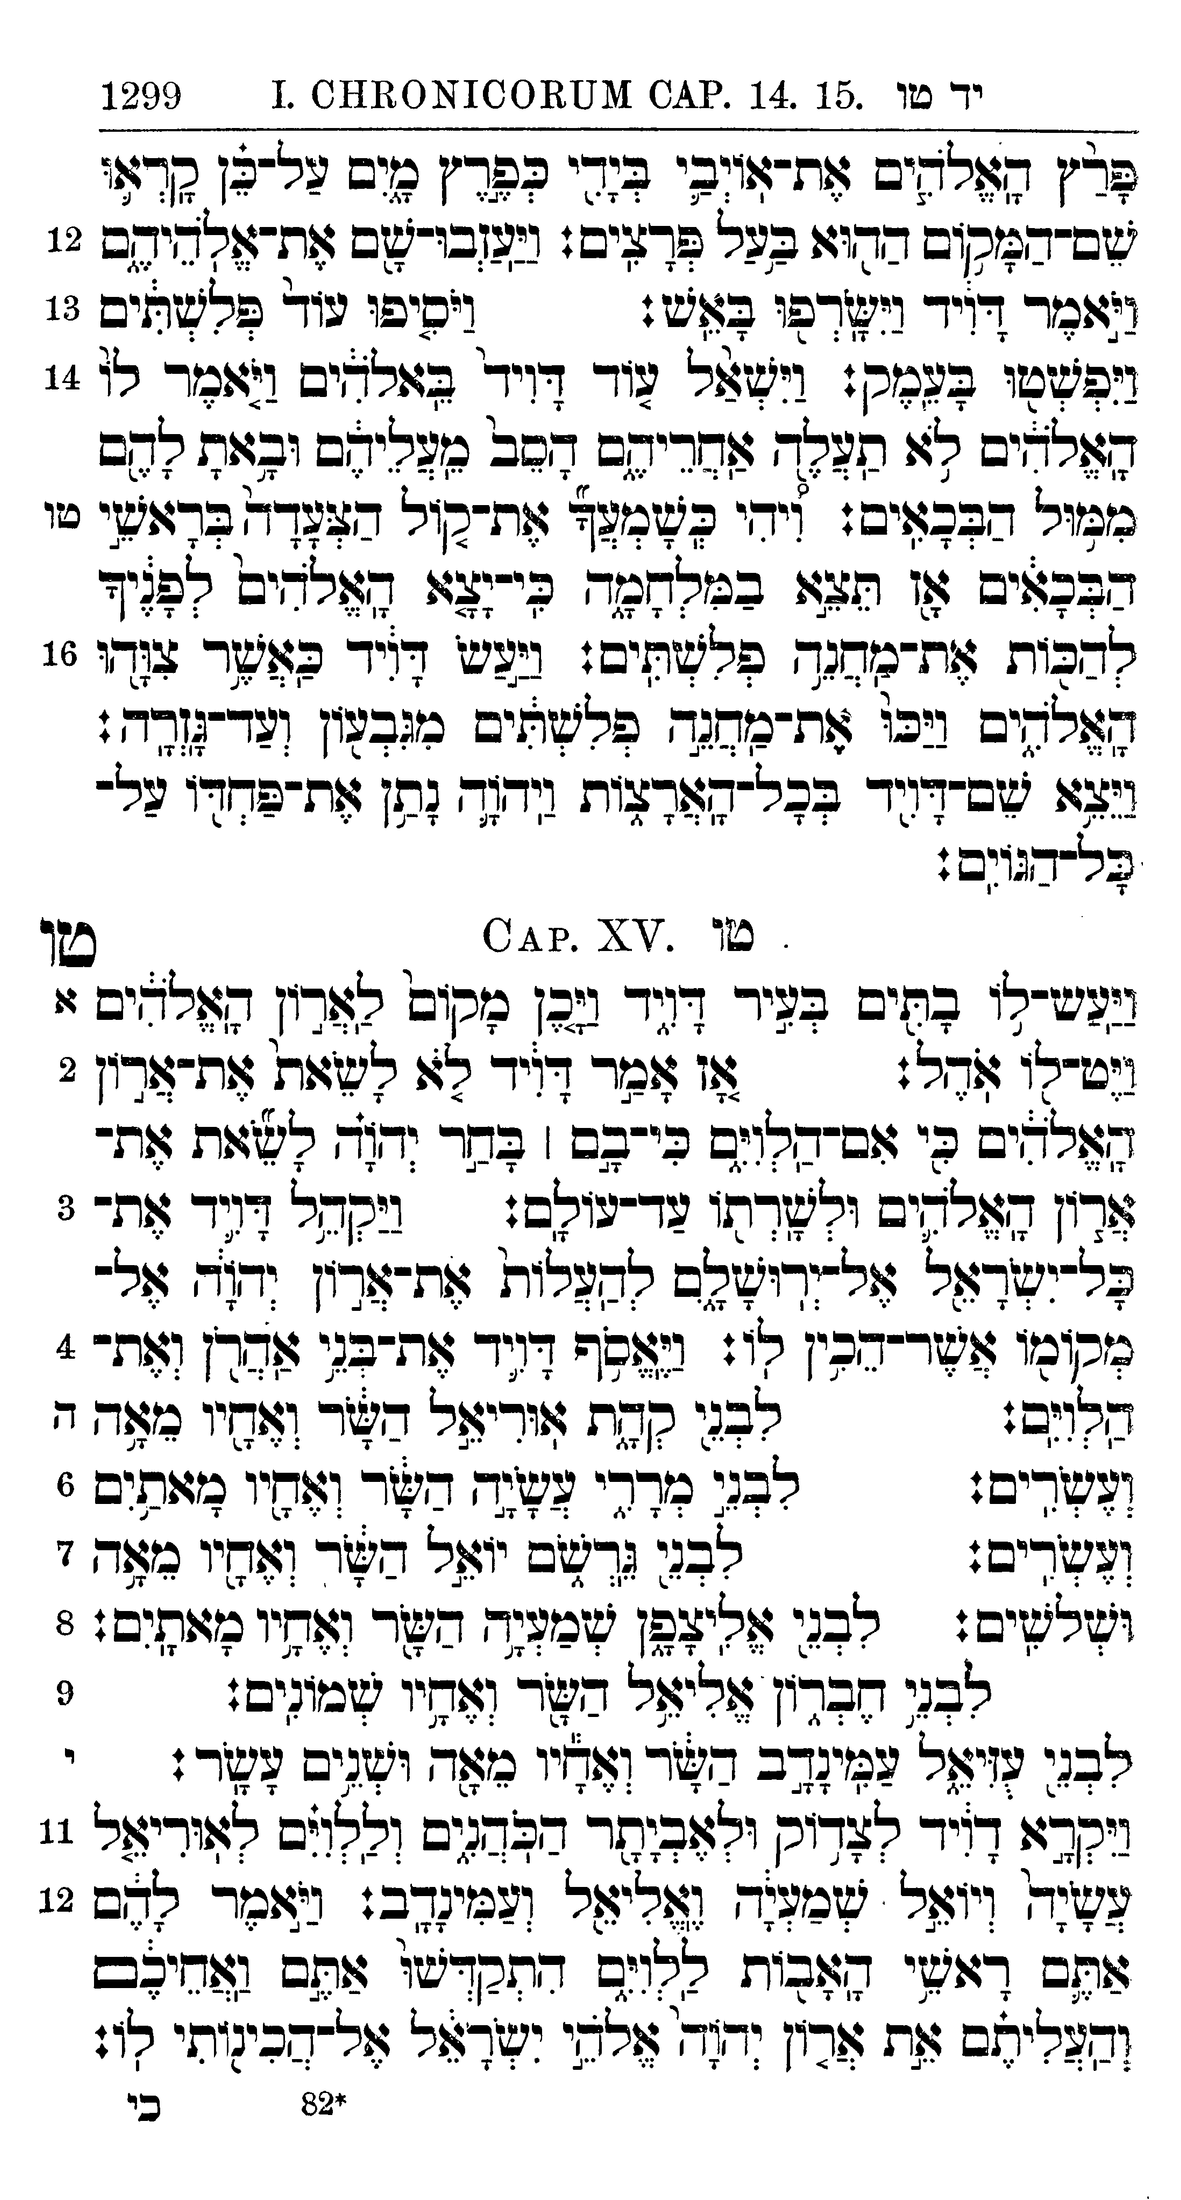 1299 I. CHRONICORUM CAP. 14. 15. יד טו
פָּרַ֨ץ הָאֱלֹהִ֧ים אֶת־אֽוֹיְבַ֛י בְּיָדִ֖י כְּפֶ֣רֶץ מָ֑יִם עַל־כֵּ֗ן קָֽרְא֛וּ
12 שֵֽׁם־הַמָּק֥וֹם הַה֖וּא בַּ֥עַל פְּרָצִֽים׃ וַיַּֽעַזְבוּ־שָׁ֖ם אֶת־אֱלֹֽהֵיהֶ֑ם
13 וַיֹּ֣אמֶר דָּוִ֔יד וַיִּשָּׂרְפ֖וּ בָּאֵֽשׁ׃ וַיֹּסִ֤יפוּ עוֹד֙ פְּלִשְׁתִּ֔ים
14 וַֽיִּפְשְׁט֖וּ בָּעֵֽמֶק׃ וַיִּשְׁאַ֨ל ע֤וֹד דָּוִיד֙ בֵּֽאלֹהִ֔ים וַיֹּ֤אמֶר לוֹ֙
הָֽאֱלֹהִ֔ים לֹ֥א תַֽעֲלֶ֖ה אַֽחֲרֵיהֶ֑ם הָסֵב֙ מֵֽעֲלֵיהֶ֔ם וּבָ֥אתָ לָהֶ֖ם
טו מִמּ֥וּל הַבְּכָאִֽים׃ וִ֠יהִי כְּֽשָׁמְעֲךָ֞ אֶת־ק֤וֹל הַצְּעָדָה֙ בְּרָאשֵׁ֣י
הַבְּכָאִ֔ים אָ֖ז תֵּצֵ֣א בַמִּלְחָמָ֑ה כִּֽי־יָצָ֤א הָֽאֱלֹהִים֙ לְפָנֶ֔יךָ
16 לְהַכּ֖וֹת אֶת־מַֽחֲנֵ֥ה פְלִשְׁתִּֽים׃ וַיַּ֣עַשׂ דָּוִ֔יד כַּֽאֲשֶׁ֥ר צִוָּ֖הוּ
הָֽאֱלֹהִ֑ים וַיַּכּוּ֙ אֶת־מַֽחֲנֵ֣ה פְלִשְׁתִּ֔ים מִגִּבְע֖וֹן וְעַד־גָּֽזְרָה׃
וַיֵּצֵ֥א שֵׁם־דָּוִ֖יד בְּכָל־הָֽאֲרָצ֑וֹת וַֽיהוָ֛ה נָתַ֥ן אֶת־פַּחְדּ֖וֹ עַל־
כָּל־הַגּוֹיִֽם׃
טו CAP. XV. טו
א וַיַּֽעַשׂ־ל֥וֹ בָתִּ֖ים בְּעִ֣יר דָּוִ֑יד וַיָּ֤כֶן מָקוֹם֙ לַֽאֲר֣וֹן הָֽאֱלֹהִ֔ים
2 וַיֶּט־ל֖וֹ אֹֽהֶל׃ אָ֚ז אָמַ֣ר דָּוִ֔יד לֹ֤א לָשֵׂאת֙ אֶת־אֲר֣וֹן
הָֽאֱלֹהִ֔ים כִּ֖י אִם־הַֽלְוִיִּ֑ם כִּי־בָ֣ם ׀ בָּחַ֣ר יְהוָ֗ה לָשֵׂ֞את אֶת־
3 אֲר֧וֹן הָֽאֱלֹהִ֛ים וּלְשָֽׁרְת֖וֹ עַד־עוֹלָֽם׃ וַיַּקְהֵ֥ל דָּוִ֛יד אֶת־
כָּל־יִשְׂרָאֵ֖ל אֶל־יְרֽוּשָׁלִָ֑ם לְהַֽעֲלוֹת֙ אֶת־אֲר֣וֹן יְהוָ֔ה אֶל־
4 מְקוֹמ֖וֹ אֲשֶׁר־הֵכִ֥ין לֽוֹ׃ וַיֶּֽאֱסֹ֥ף דָּוִ֛יד אֶת־בְּנֵ֥י אַֽהֲרֹ֖ן וְאֶת־
ה הַֽלְוִיִּֽם׃ לִבְנֵ֖י קְהָ֑ת אֽוּרִיאֵ֣ל הַשָּׂ֔ר וְאֶחָ֖יו מֵאָ֥ה
6 וְעֶשְׂרִֽים׃ לִבְנֵ֣י מְרָרִ֔י עֲשָׂיָ֣ה הַשָּׂ֔ר וְאֶחָ֖יו מָאתַ֥יִם
7 וְעֶשְׂרִֽים׃ לִבְנֵ֖י גֵּֽרְשֹׁ֑ם יוֹאֵ֣ל הַשָּׂ֔ר וְאֶחָ֖יו מֵאָ֥ה
8 וּשְׁלֹשִֽׁים׃ לִבְנֵ֖י אֱלִֽיצָפָ֑ן שְׁמַעְיָ֥ה הַשָּׂ֖ר וְאֶחָ֥יו מָאתָֽיִם׃
9 לִבְנֵ֥י חֶבְר֖וֹן אֱלִיאֵ֣ל הַשָּׂ֑ר וְאֶחָ֖יו שְׁמוֹנִֽים׃
י לִבְנֵ֖י עֻזִּיאֵ֑ל עַמִּֽינָדָ֣ב הַשָּׂ֔ר וְאֶחָ֕יו מֵאָ֖ה וּשְׁנֵ֥ים עָשָֽׂר׃
11 וַיִּקְרָ֣א דָוִ֔יד לְצָד֥וֹק וּלְאֶבְיָתָ֖ר הַכֹּֽהֲנִ֑ים וְלַֽלְוִיִּ֗ם לְאֽוּרִיאֵ֤ל
12 עֲשָׂיָה֙ וְיוֹאֵ֣ל שְׁמַעְיָ֔ה וֶֽאֱלִיאֵ֖ל וְעַמִּינָדָֽב׃ וַיֹּ֣אמֶר לָהֶ֔ם
אַתֶּ֛ם רָאשֵׁ֥י הָֽאָב֖וֹת לַלְוִיִּ֑ם הִתְקַדְּשׁוּ֙ אַתֶּ֣ם וַֽאֲחֵיכֶ֔ם
וְהַֽעֲלִיתֶ֗ם אֵ֣ת אֲר֤וֹן יְהוָה֙ אֱלֹהֵ֣י יִשְׂרָאֵ֔ל אֶל־הֲכִינ֖וֹתִי לֽוֹ׃
82* כי